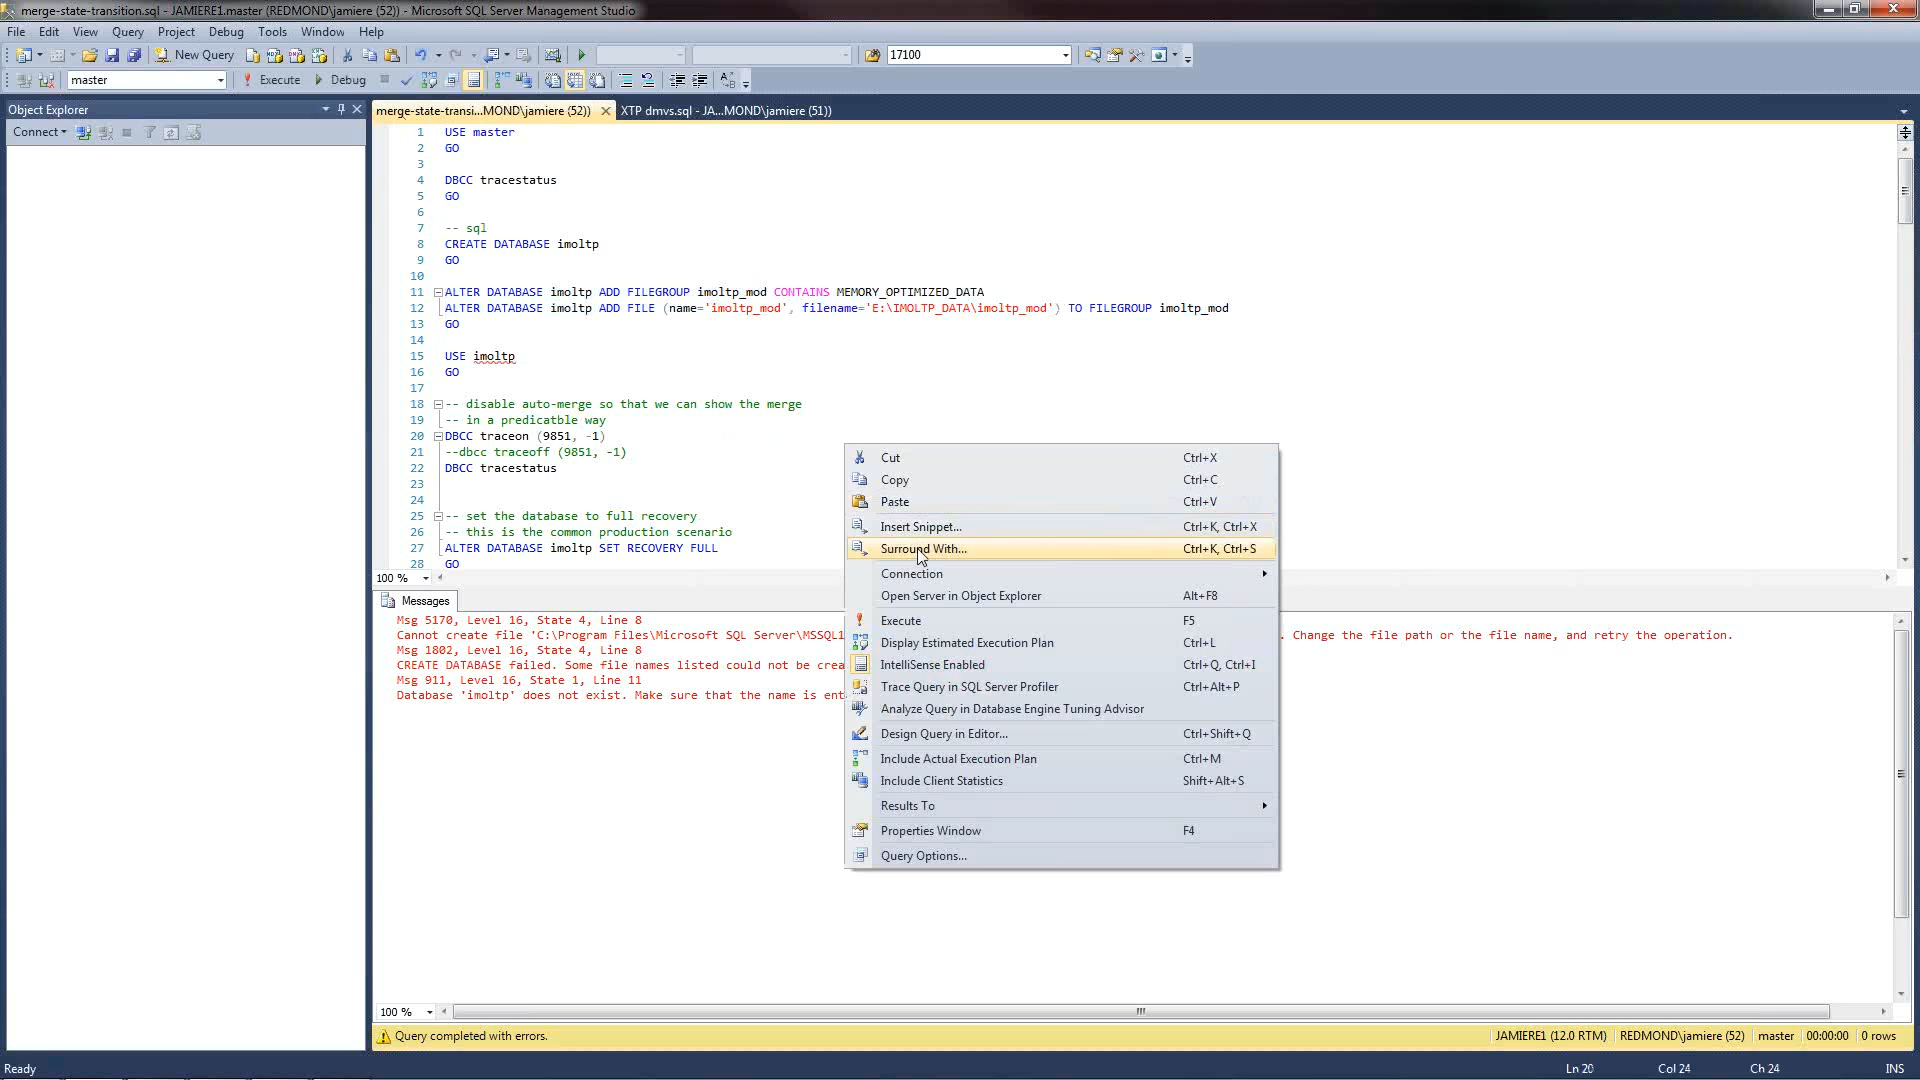 merge-state-transition.sql - JAMIERE1.master (REDMOND\jamiere (52)) - Microsoft SQL Server Management Studio
File Edit View Query Project Debug Tools Window Help
New Query 17100
master Execute Debug
Object Explorer
Connect
merge-state-transiti...MOND\jamiere (52)) XTP dmvs.sql - JA...MOND\jamiere (51))
1 USE master
2 GO
3
4 DBCC tracestatus
5 GO
6
7 -- sql
8 CREATE DATABASE imoltp
9 GO
10
11 ALTER DATABASE imoltp ADD FILEGROUP imoltp_mod CONTAINS MEMORY_OPTIMIZED_DATA
12 ALTER DATABASE imoltp ADD FILE (name='imoltp_mod', filename='E:\IMOLTP_DATA\imoltp_mod') TO FILEGROUP imoltp_mod
13 GO
14
15 USE imoltp
16 GO
17
18 -- disable auto-merge so that we can show the merge
19 -- in a predicatble way
20 DBCC traceon (9851, -1)
21 --dbcc traceoff (9851, -1)
22 DBCC tracestatus
23
24
25 -- set the database to full recovery
26 -- this is the common production scenario
27 ALTER DATABASE imoltp SET RECOVERY FULL
28 GO
100 %
Cut Ctrl+X
Copy Ctrl+C
Paste Ctrl+V
Insert Snippet... Ctrl+K, Ctrl+X
Surround With... Ctrl+K, Ctrl+S
Connection
Open Server in Object Explorer Alt+F8
Execute F5
Display Estimated Execution Plan Ctrl+L
IntelliSense Enabled Ctrl+Q, Ctrl+I
Trace Query in SQL Server Profiler Ctrl+Alt+P
Analyze Query in Database Engine Tuning Advisor
Design Query in Editor... Ctrl+Shift+Q
Include Actual Execution Plan Ctrl+M
Include Client Statistics Shift+Alt+S
Results To
Properties Window F4
Query Options...
Messages
Msg 5170, Level 16, State 4, Line 8
Cannot create file 'C:\Program Files\Microsoft SQL Server\MSSQL1 . Change the file path or the file name, and retry the operation.
Msg 1802, Level 16, State 4, Line 8
CREATE DATABASE failed. Some file names listed could not be crea
Msg 911, Level 16, State 1, Line 11
Database 'imoltp' does not exist. Make sure that the name is ent
100 %
Query completed with errors. JAMIERE1 (12.0 RTM) REDMOND\jamiere (52) master 00:00:00 0 rows
Ready Ln 20 Col 24 Ch 24 INS